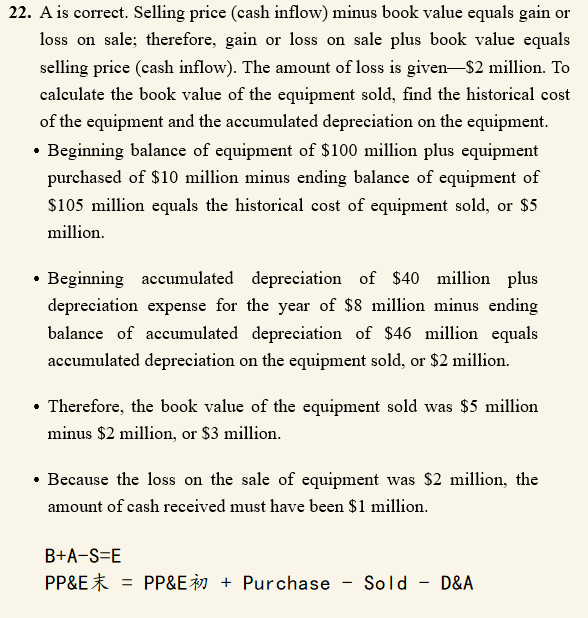 22. A is correct. Selling price (cash inflow) minus book value equals gain or
loss on sale; therefore, gain or loss on sale plus book value equals
selling price (cash inflow). The amount of loss is given—$2 million. To
calculate the book value of the equipment sold, find the historical cost
of the equipment and the accumulated depreciation on the equipment.
• Beginning balance of equipment of $100 million plus equipment
purchased of $10 million minus ending balance of equipment of
$105 million equals the historical cost of equipment sold, or $5
million.
• Beginning accumulated depreciation of $40 million plus
depreciation expense for the year of $8 million minus ending
balance of accumulated depreciation of $46 million equals
accumulated depreciation on the equipment sold, or $2 million.
• Therefore, the book value of the equipment sold was $5 million
minus $2 million, or $3 million.
• Because the loss on the sale of equipment was $2 million, the
amount of cash received must have been $1 million.
B+A-S=E
PP&E末 = PP&E初 + Purchase - Sold - D&A